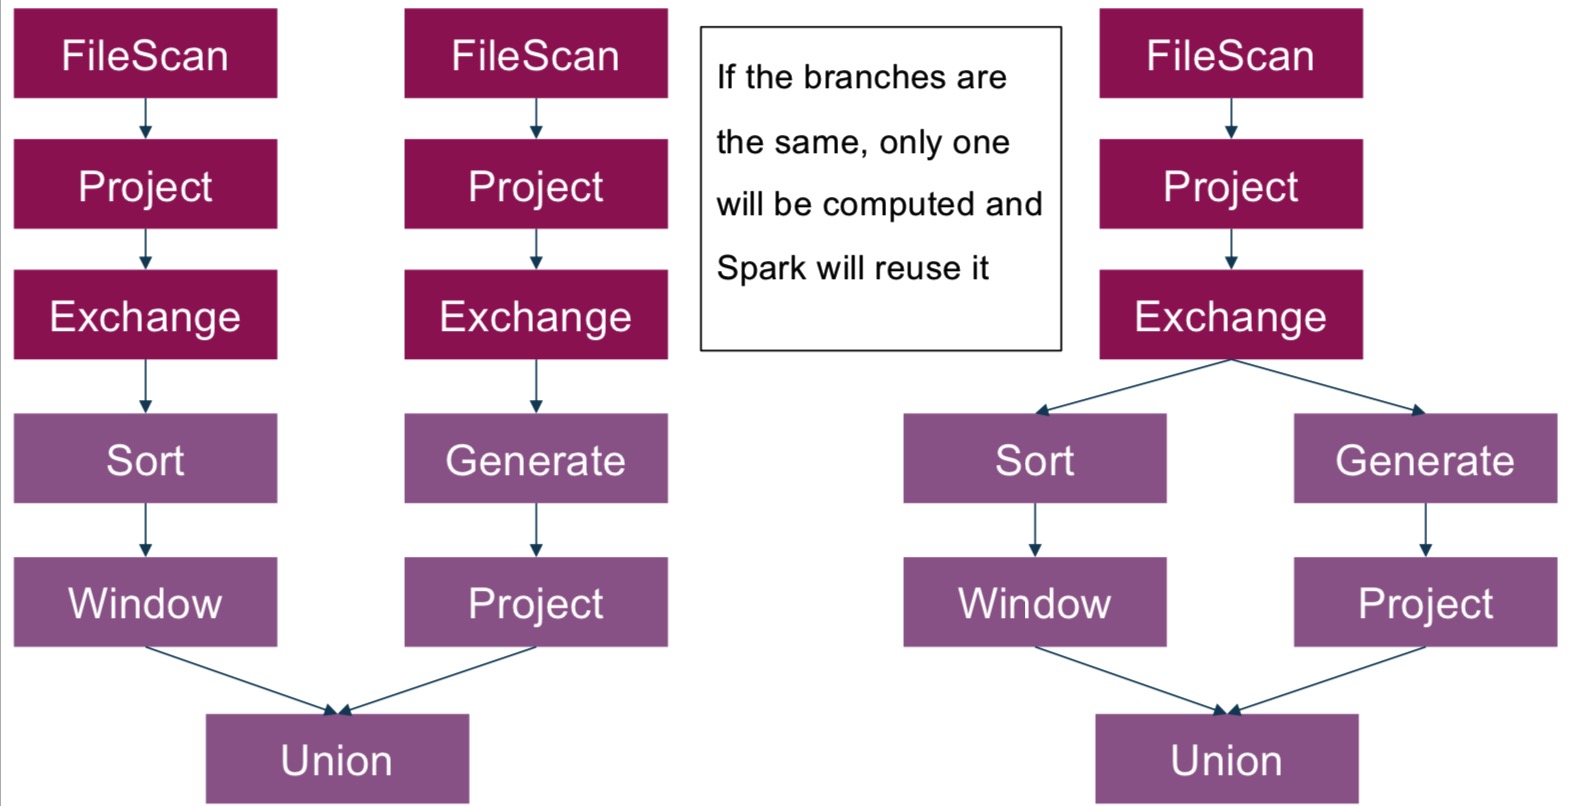 FileScan
Project
Exchange
Sort
Window
FileScan
Project
Exchange
Generate
Project
Union
If the branches are
the same, only one
will be computed and
Spark will reuse it
FileScan
Project
Exchange
Sort
Window
Generate
Project
Union